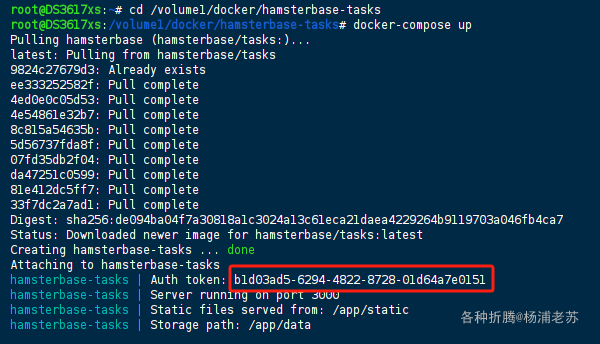 root@DS3617xs:~# cd /volume1/docker/hamsterbase-tasks
root@DS3617xs:/volume1/docker/hamsterbase-tasks# docker-compose up
Pulling hamsterbase (hamsterbase/tasks:)...
latest: Pulling from hamsterbase/tasks
9824c27679d3: Already exists
ee333252582f: Pull complete
4ed0e0c05d53: Pull complete
4e54861e32b7: Pull complete
8c815a54635b: Pull complete
5d56737fda8f: Pull complete
07fd35db2f04: Pull complete
da47251c0599: Pull complete
81e412dc5ff7: Pull complete
33f7dc2a7ad1: Pull complete
Digest: sha256:de094ba04f7a30818a1c3024a13c61eca21daea4229264b9119703a046fb4ca7
Status: Downloaded newer image for hamsterbase/tasks:latest
Creating hamsterbase-tasks ... done
Attaching to hamsterbase-tasks
hamsterbase-tasks | Auth token: b1d03ad5-6294-4822-8728-01d64a7e0151
hamsterbase-tasks | Server running on port 3000
hamsterbase-tasks | Static files served from: /app/static
hamsterbase-tasks | Storage path: /app/data
各种折腾@杨浦老苏